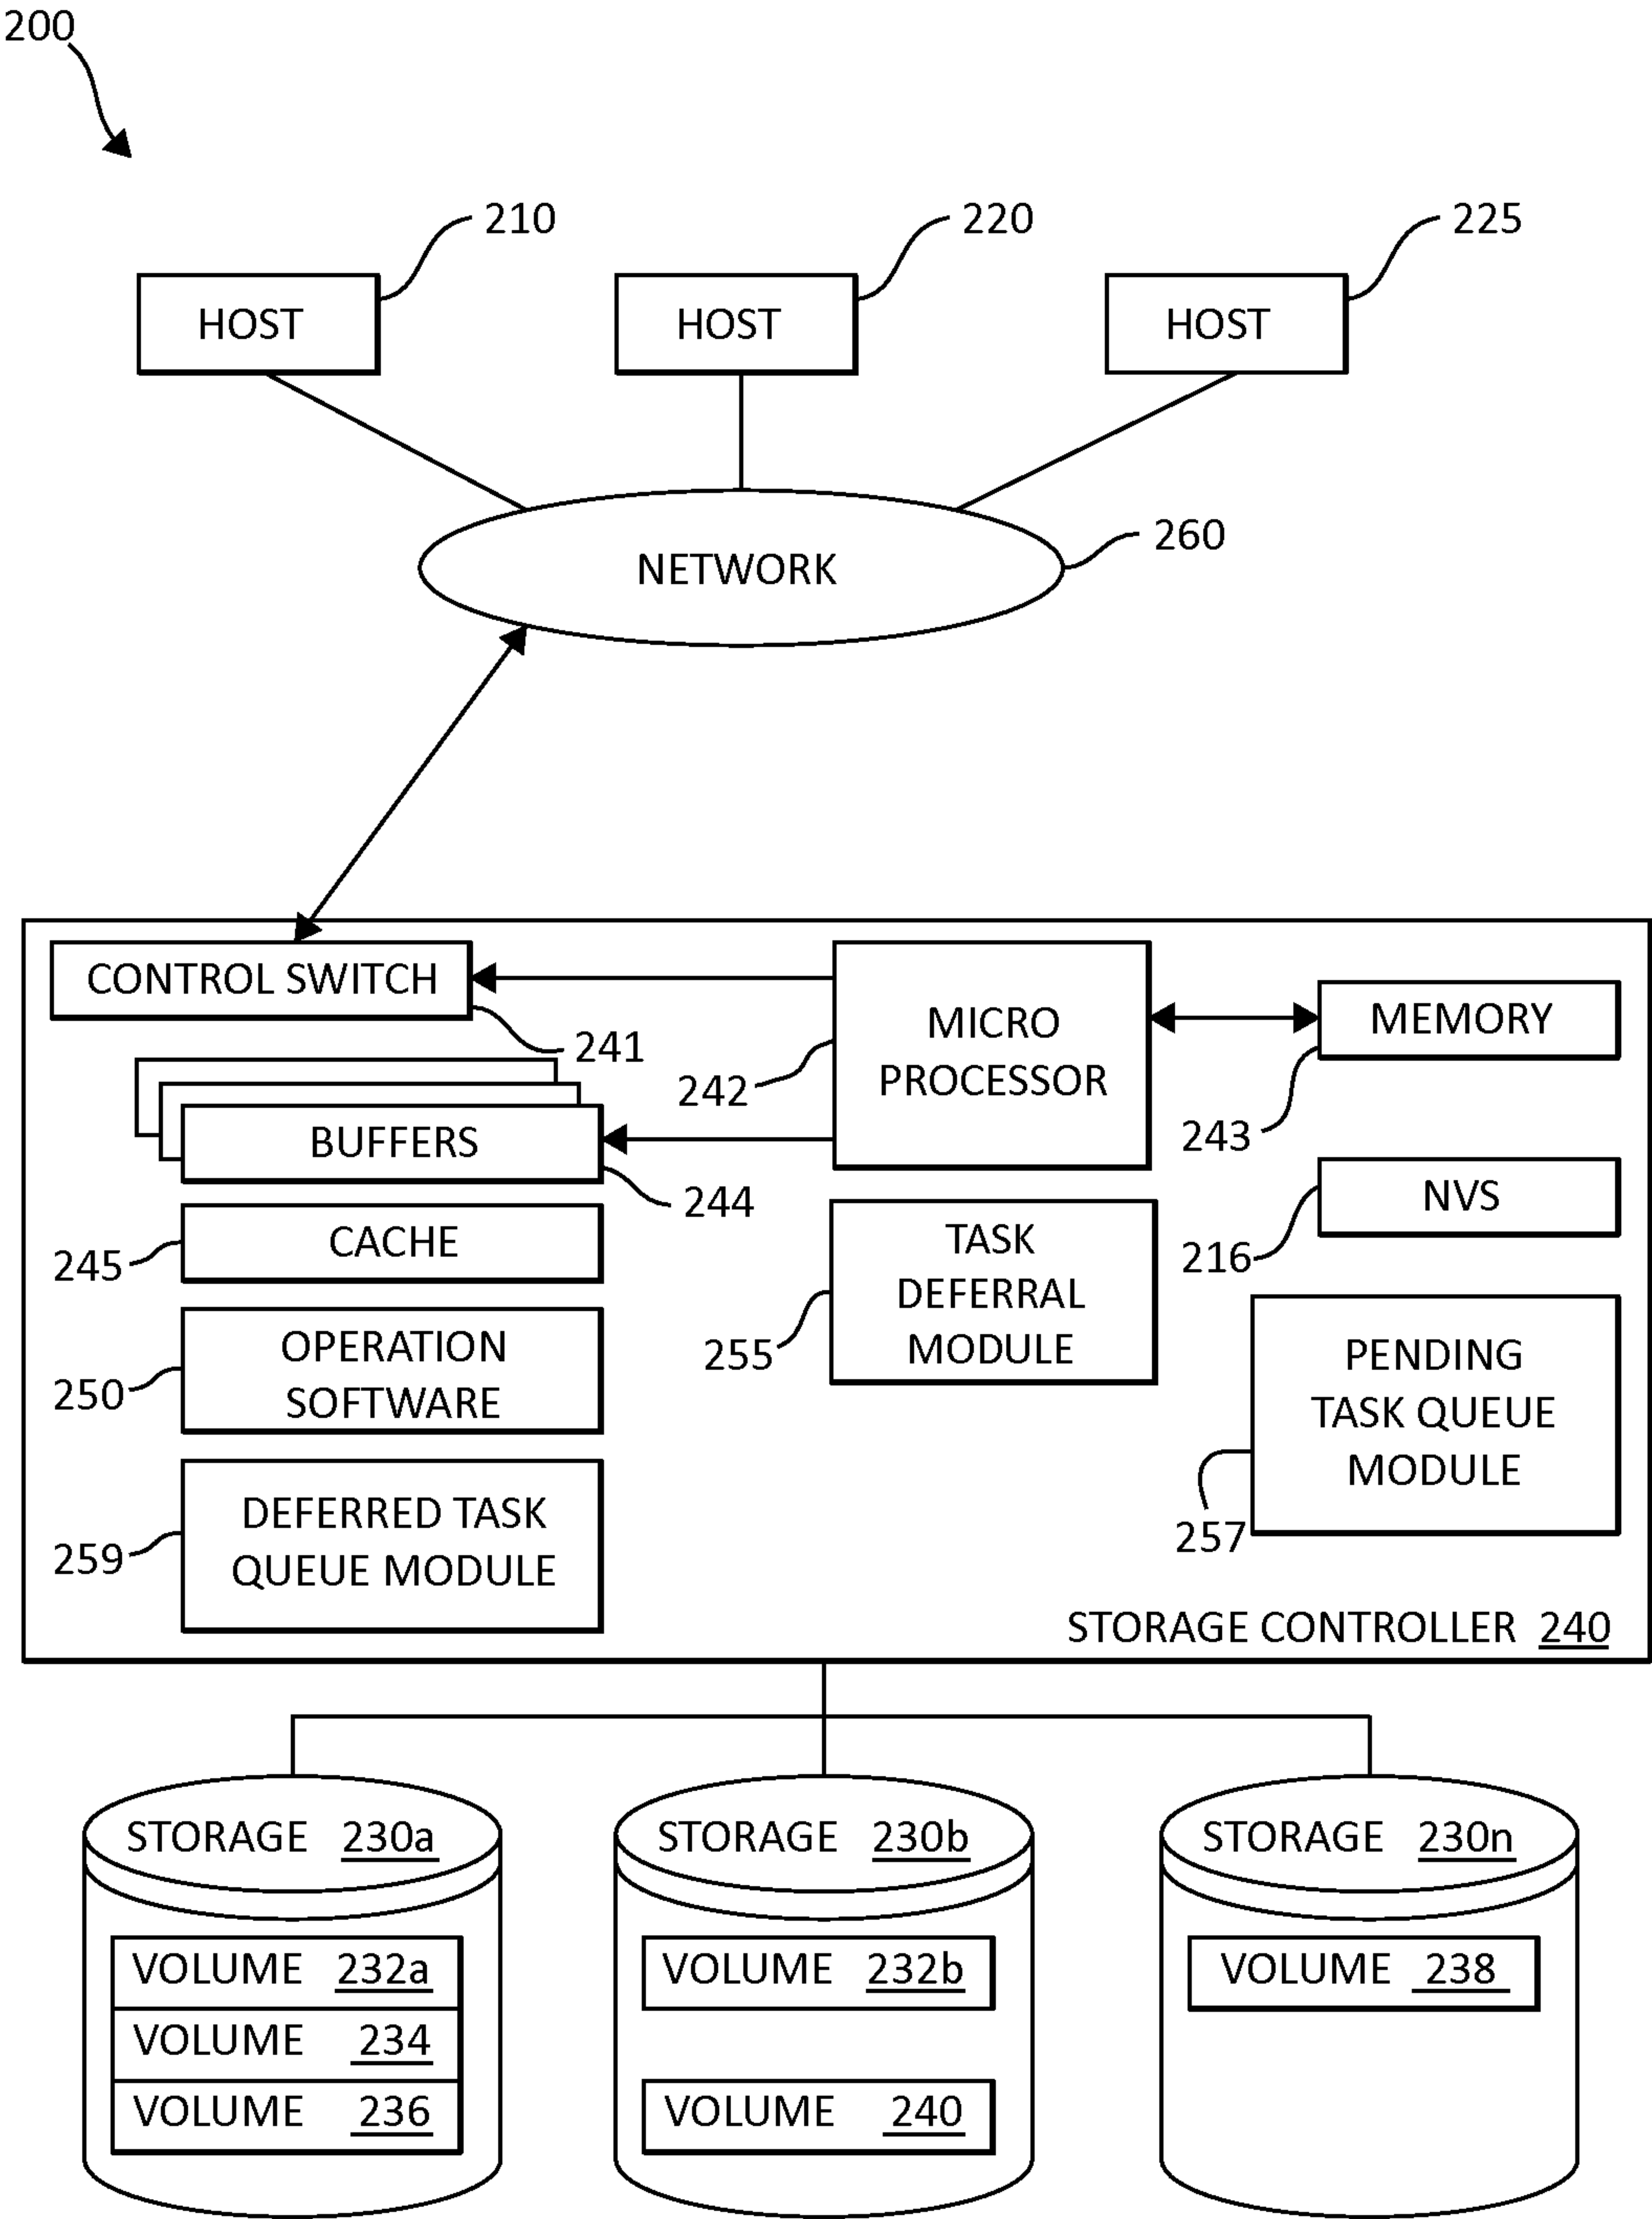 200
210
220
225
HOST
HOST
HOST
260
NETWORK
CONTROL SWITCH
241
MICRO
PROCESSOR
242
MEMORY
243
BUFFERS
244
NVS
216
CACHE
245
TASK
DEFERRAL
MODULE
255
OPERATION
SOFTWARE
250
PENDING
TASK QUEUE
MODULE
257
DEFERRED TASK
QUEUE MODULE
259
STORAGE CONTROLLER 240
STORAGE 230a
VOLUME 232a
VOLUME 234
VOLUME 236
STORAGE 230b
VOLUME 232b
VOLUME 240
STORAGE 230n
VOLUME 238